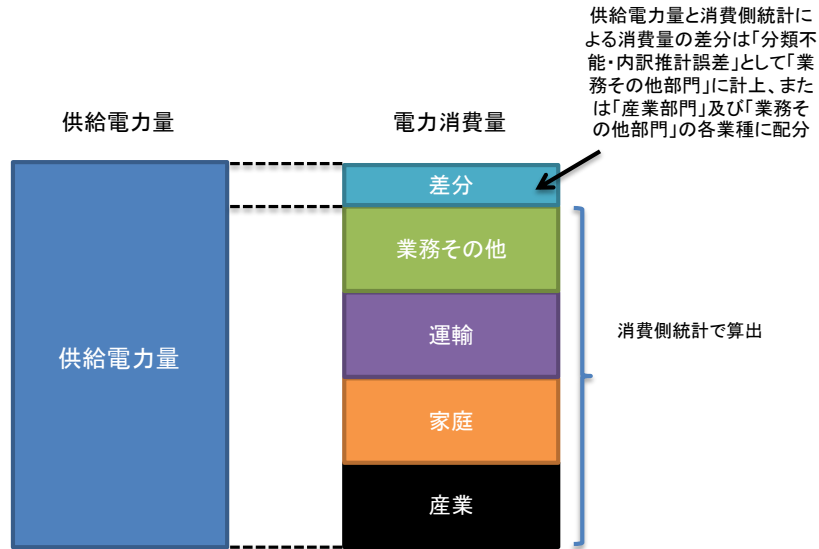 供給電力量と消費側統計に
よる消費量の差分は「分類不
能・内訳推計誤差」として「業
務その他部門」に計上、また
は「産業部門」及び「業務そ
の他部門」の各業種に配分
供給電力量
電力消費量
差分
業務その他
運輸
消費側統計で算出
供給電力量
家庭
産業